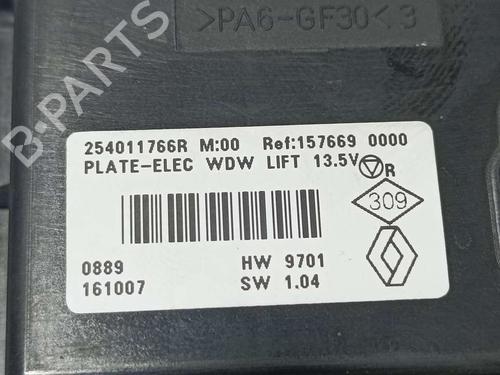 >PA6-GF30<3
B-PARTS
254011766R M:00 Ref:157669 0000
PLATE-ELEC WDW LIFT 13.5V R
309
0889 HW 9701
161007 SW 1.04